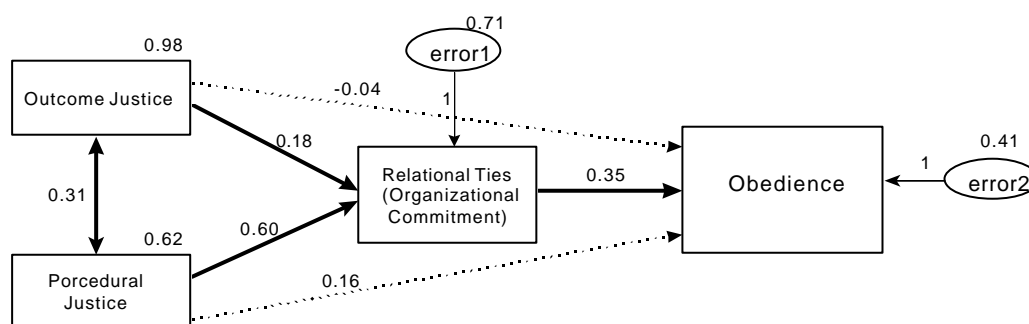 0.71
0.98
error1
Outcome Justice
-0.04
1
0.18
0.41
Relational Ties
(Organizational
Commitment)
0.35
Obedience
1
error2
0.31
0.62
0.60
Porcedural
Justice
0.16